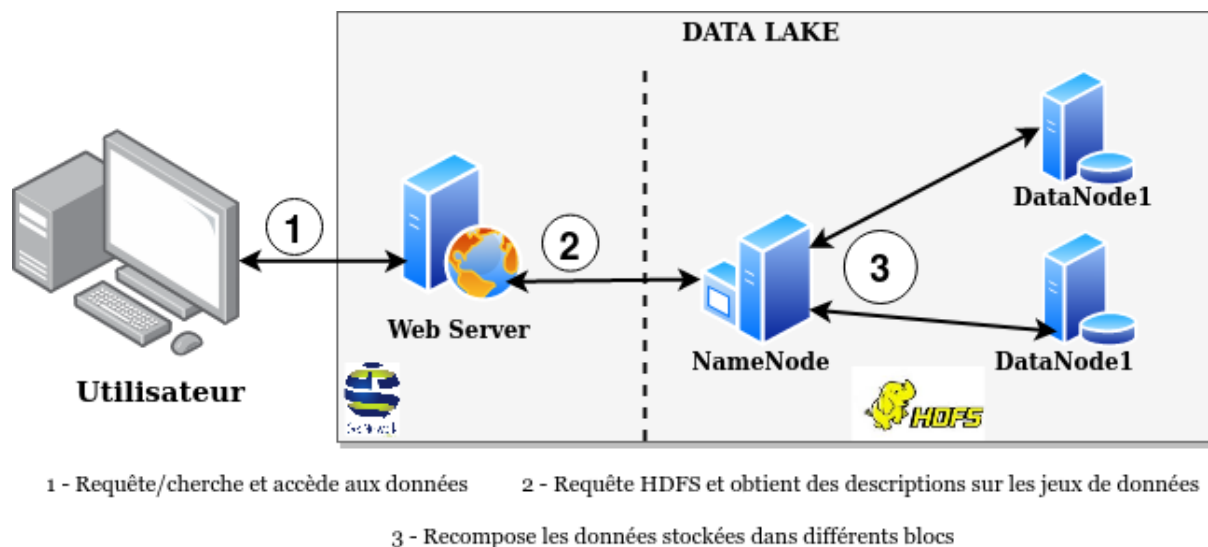 DATA LAKE
1
2
3
DataNode1
Web Server
NameNode
DataNode1
Utilisateur
HDFS
1 - Requête/cherche et accède aux données
2 - Requête HDFS et obtient des descriptions sur les jeux de données
3 - Recompose les données stockées dans différents blocs